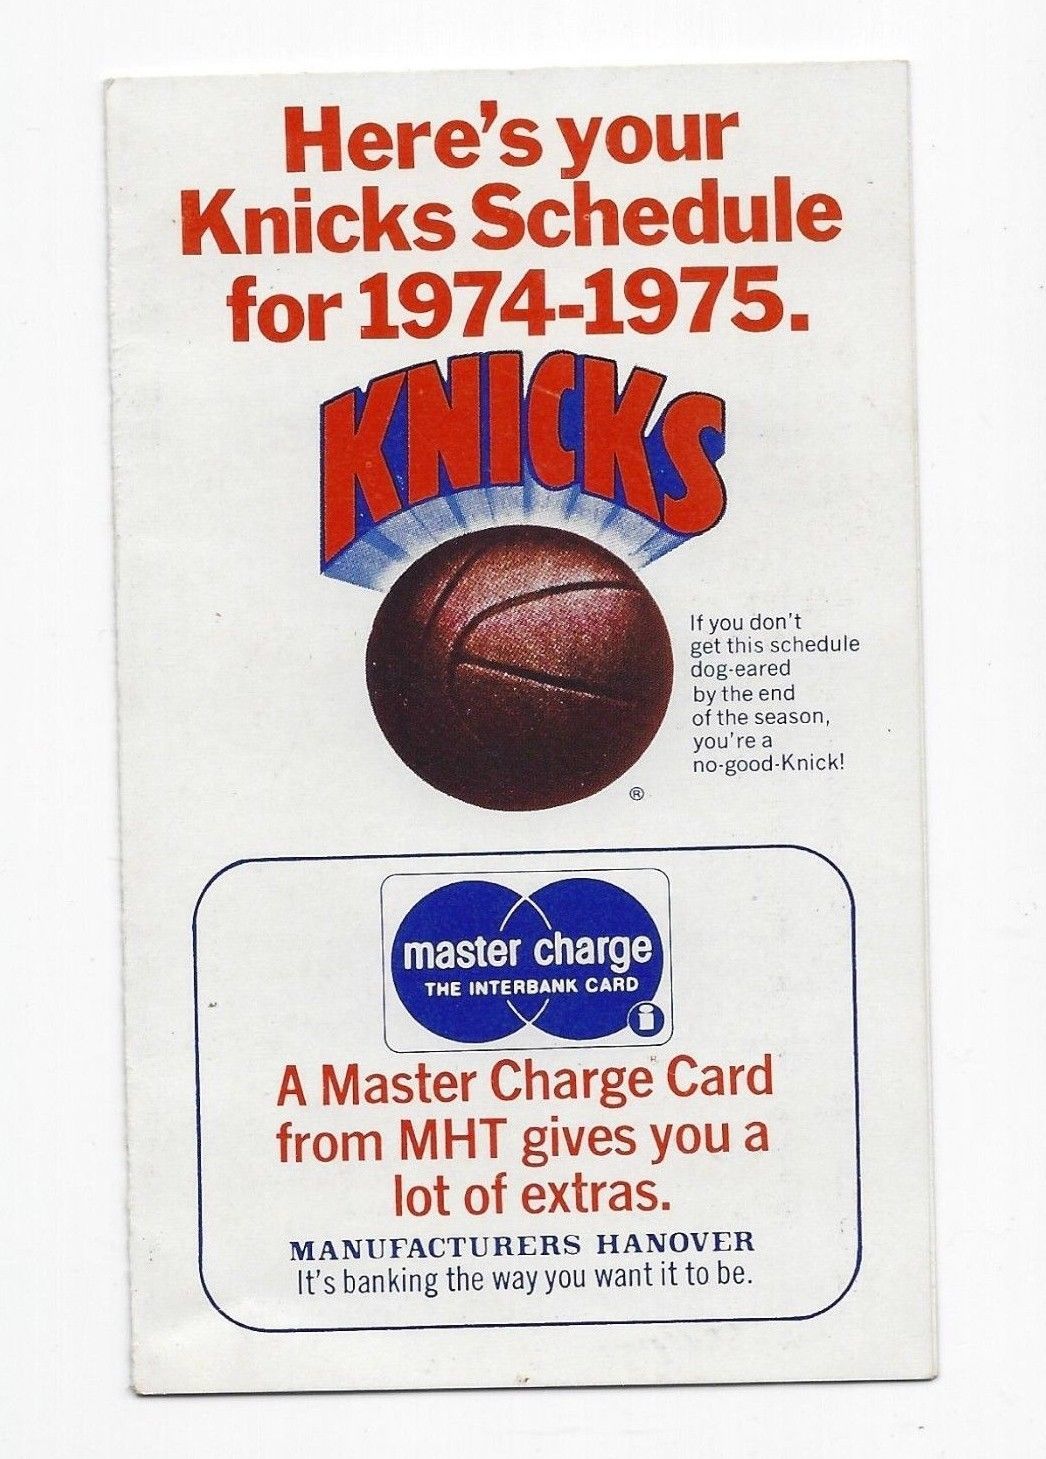 Here's your
Knicks Schedule
for 1974-1975.
KNICKS
If you don't
get this schedule
dog-eared
by the end
of the season,
you're a
no-good-Knick!
®
master charge
THE INTERBANK CARD
i
A Master Charge® Card
from MHT gives you a
lot of extras.
MANUFACTURERS HANOVER
It's banking the way you want it to be.